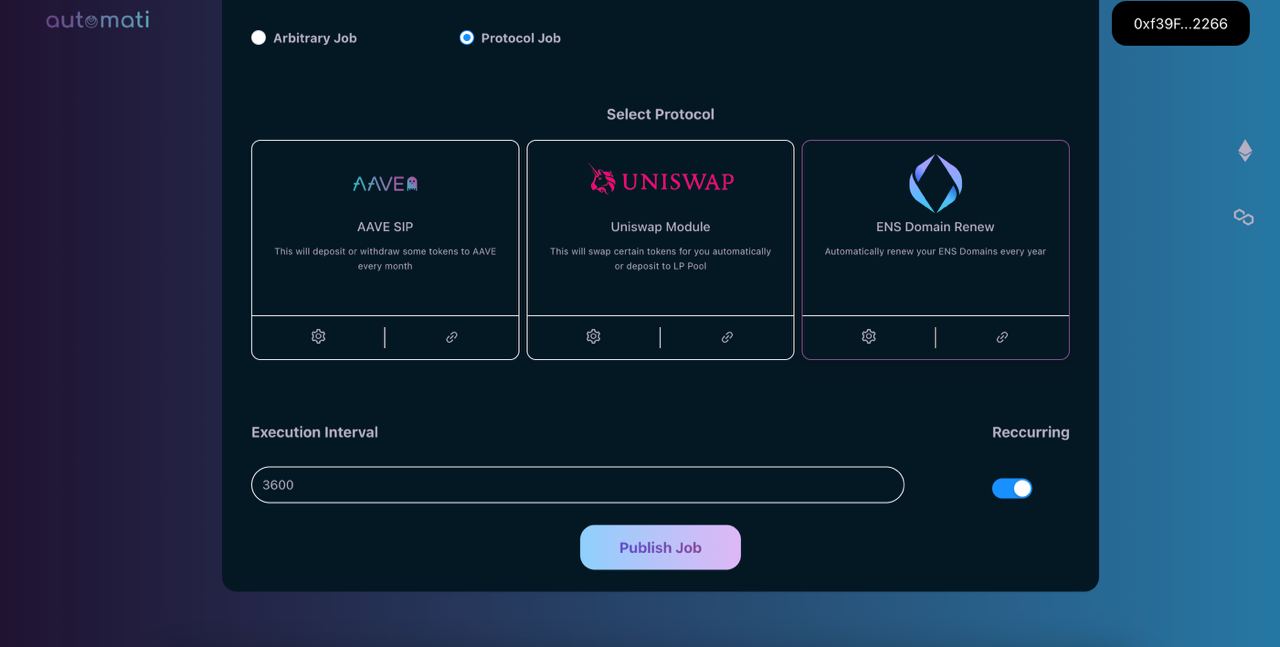 automati
0xf39F...2266
Arbitrary Job
Protocol Job
Select Protocol
AAVE
AAVE SIP
This will deposit or withdraw some tokens to AAVE
every month
UNISWAP
Uniswap Module
This will swap certain tokens for you automatically
or deposit to LP Pool
ENS Domain Renew
Automatically renew your ENS Domains every year
Execution Interval
Reccurring
3600
Publish Job